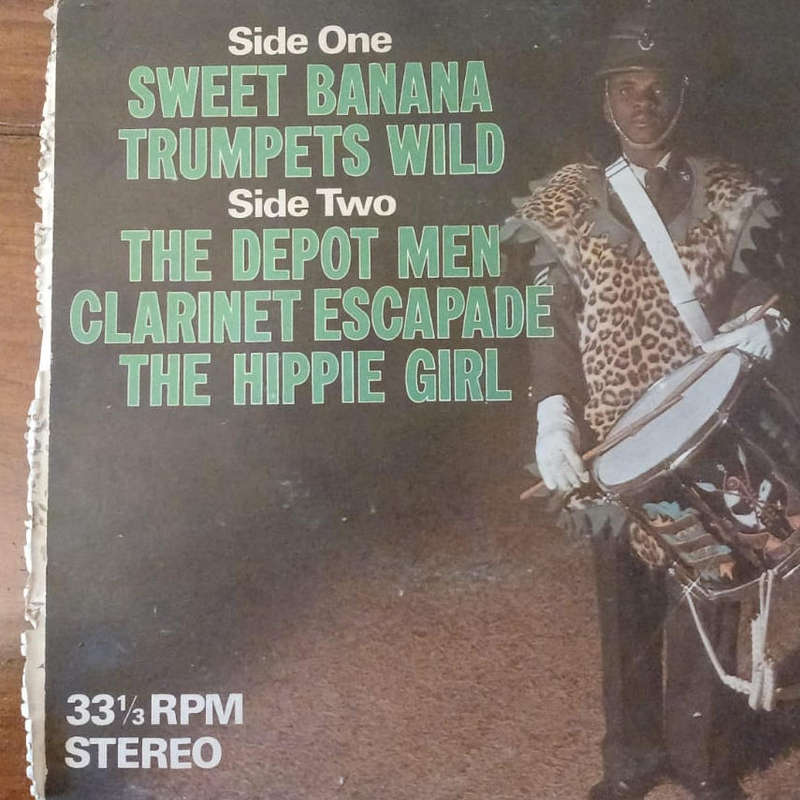 Side One
SWEET BANANA
TRUMPETS WILD
Side Two
THE DEPOT MEN
CLARINET ESCAPADE
THE HIPPIE GIRL
33⅓ RPM
STEREO